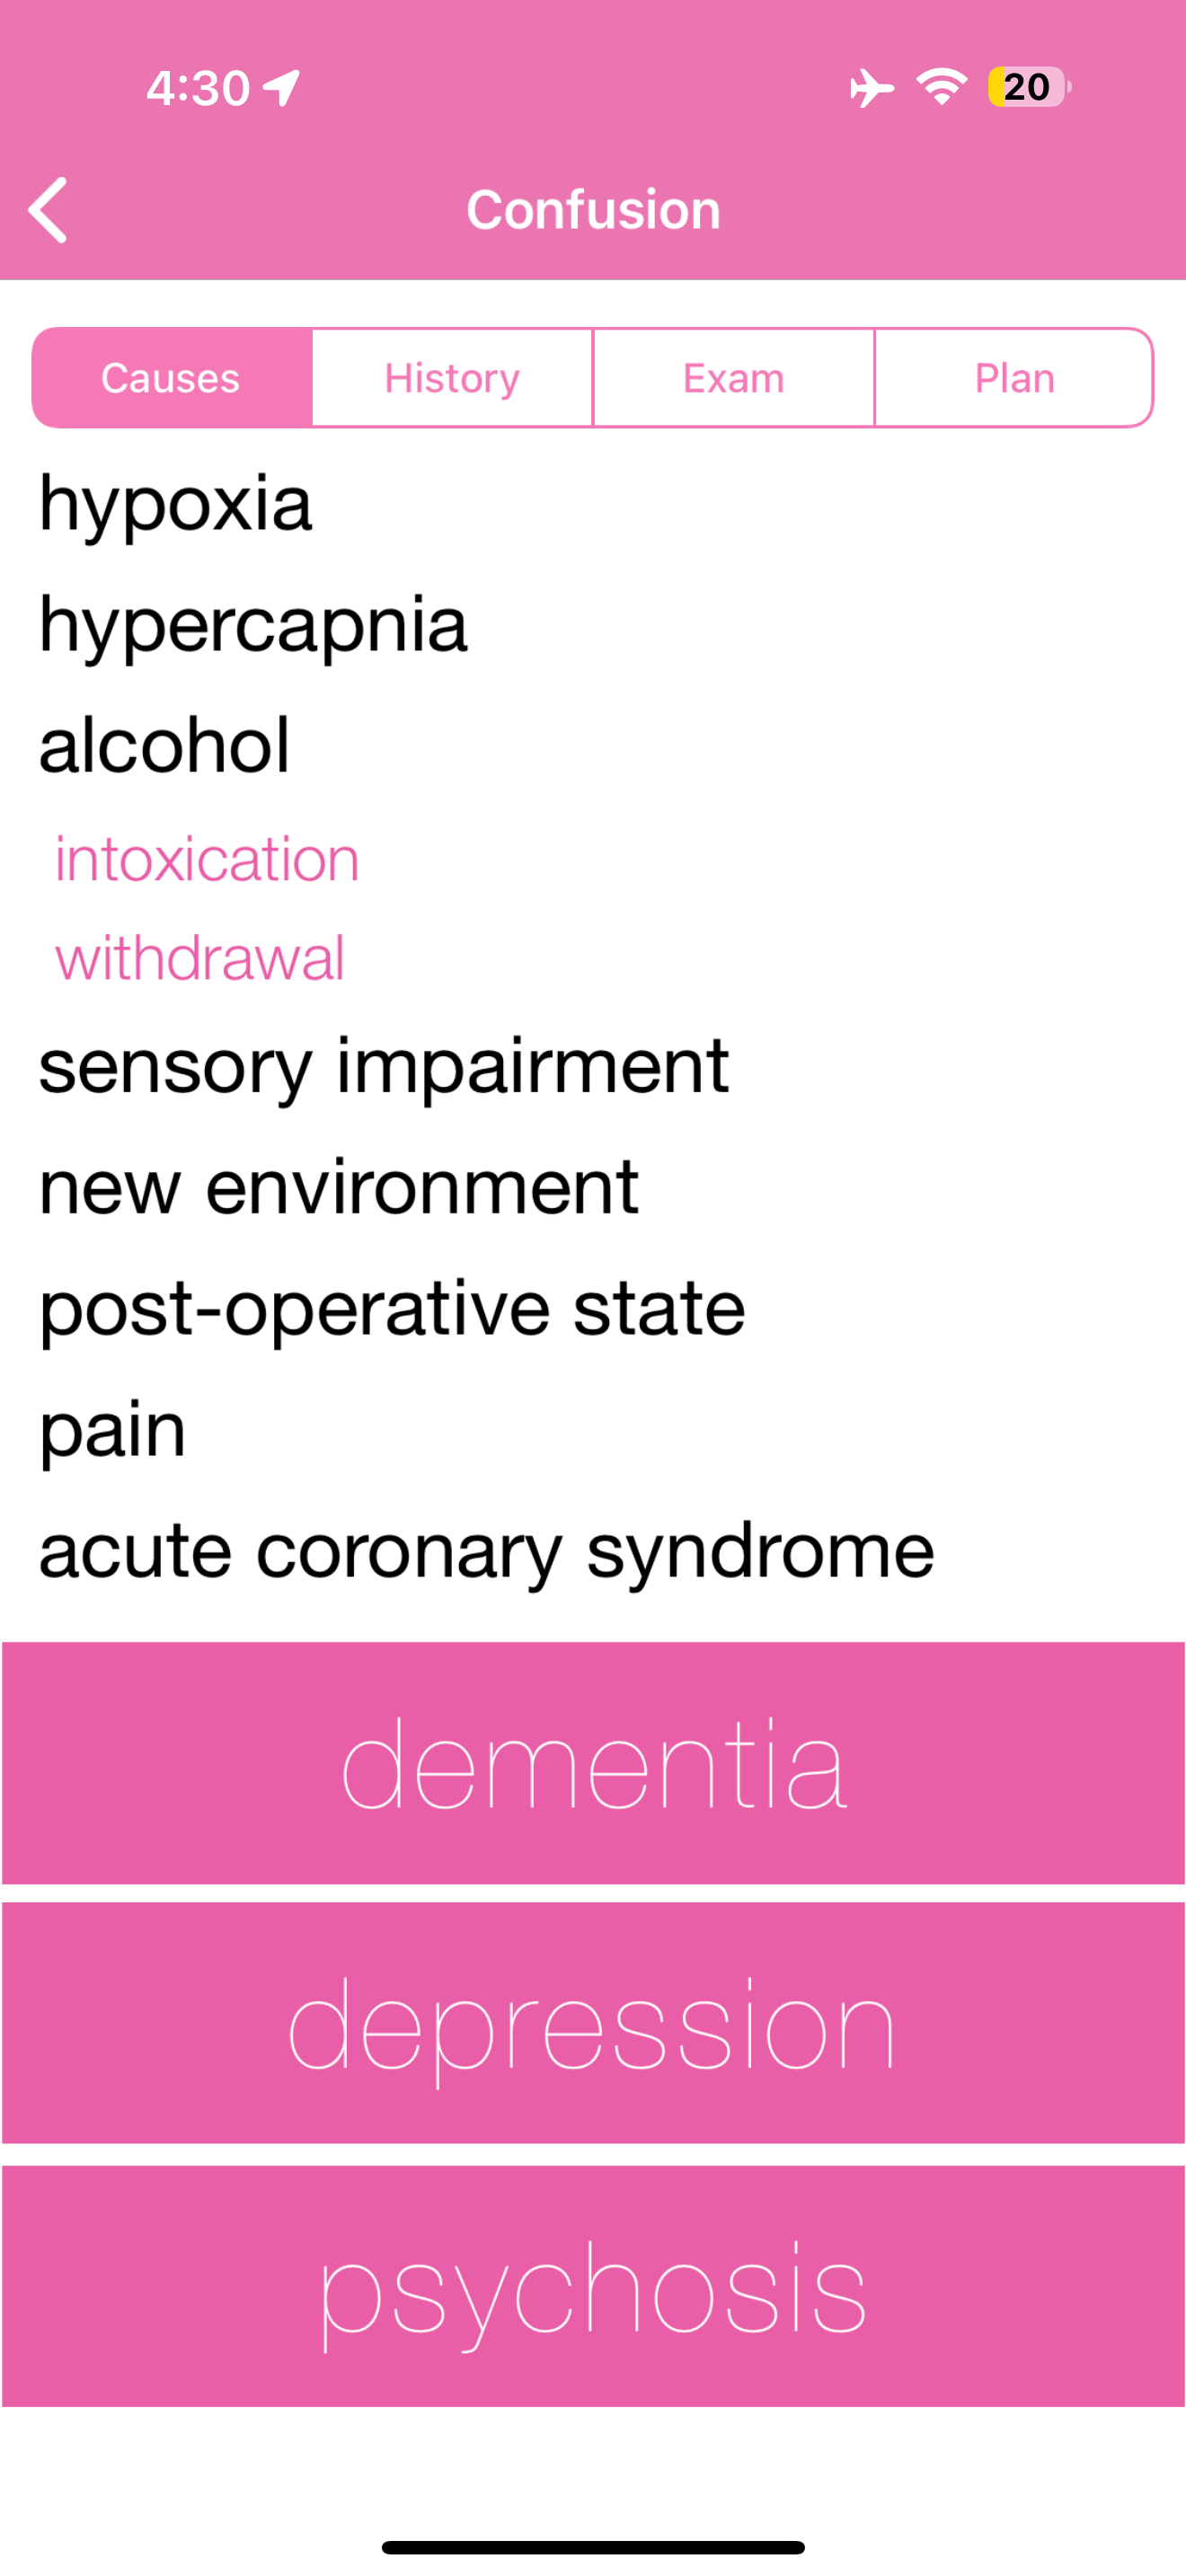 4:30
20
Confusion
Causes History Exam Plan
hypoxia
hypercapnia
alcohol
intoxication
withdrawal
sensory impairment
new environment
post-operative state
pain
acute coronary syndrome
dementia
depression
psychosis